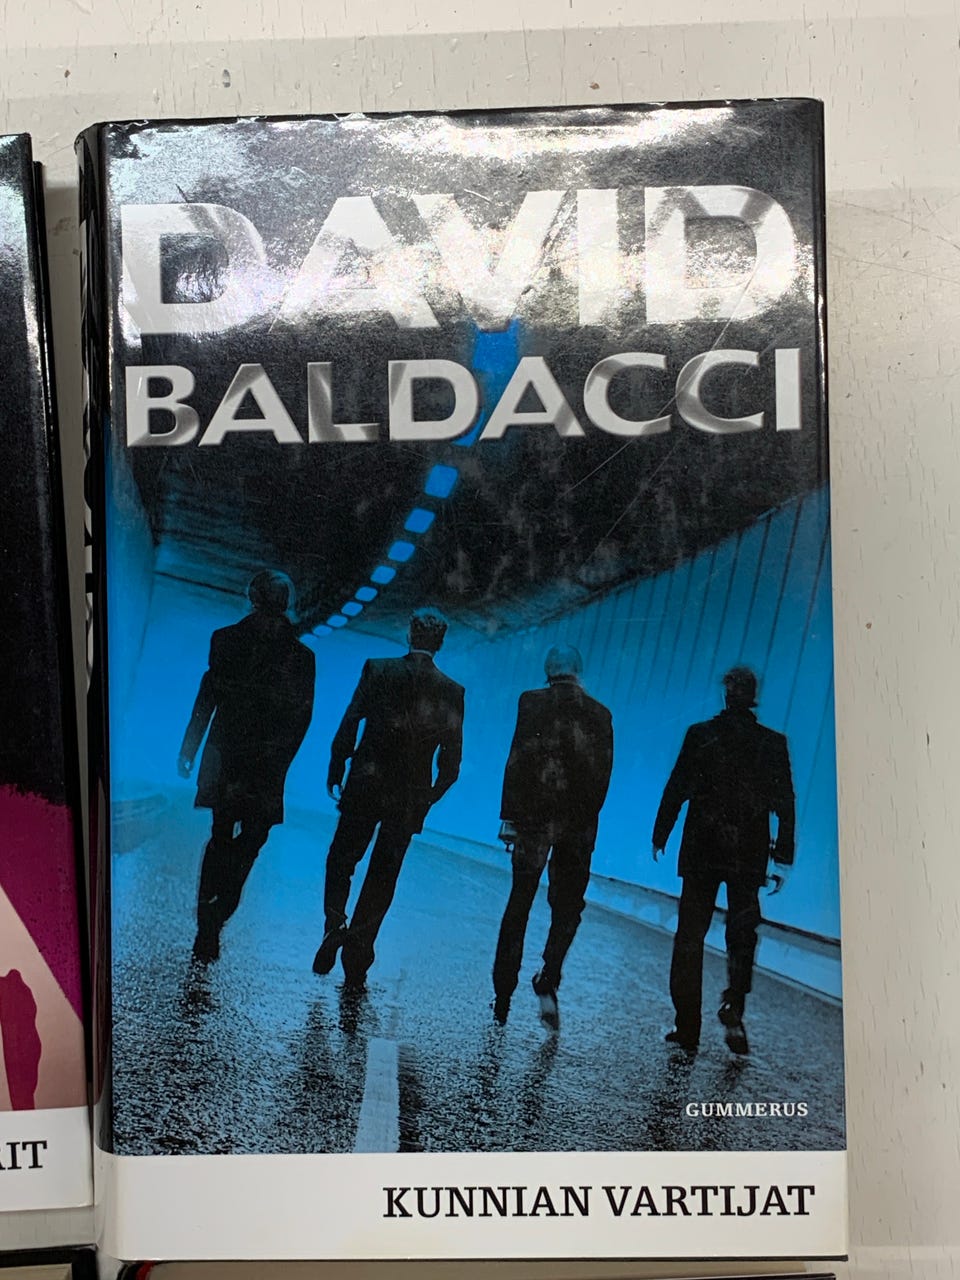 DAVID
BALDACCI
GUMMERUS
KUNNIAN VARTIJAT